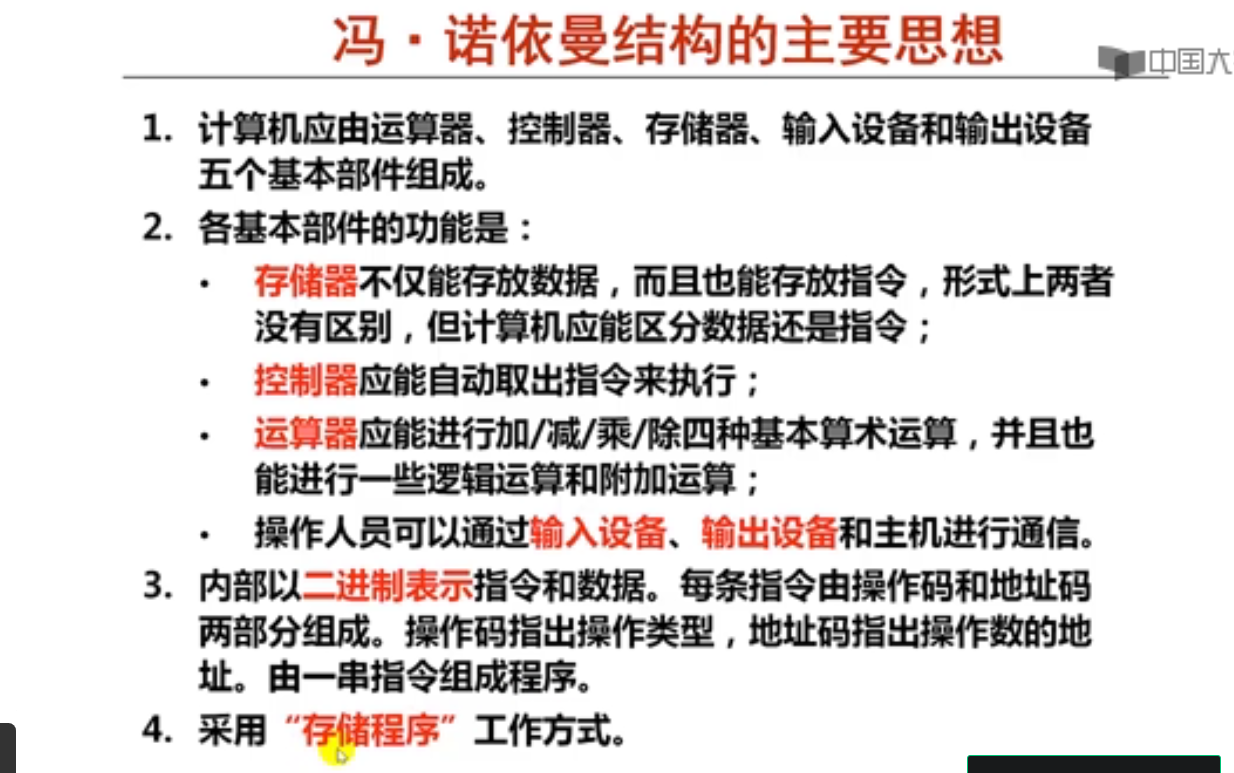 冯·诺依曼结构的主要思想
中国大
1. 计算机应由运算器、控制器、存储器、输入设备和输出设备
五个基本部件组成。
2. 各基本部件的功能是：
• 存储器不仅能存放数据，而且也能存放指令，形式上两者
没有区别，但计算机应能区分数据还是指令；
• 控制器应能自动取出指令来执行；
• 运算器应能进行加/减/乘/除四种基本算术运算，并且也
能进行一些逻辑运算和附加运算；
• 操作人员可以通过输入设备、输出设备和主机进行通信。
3. 内部以二进制表示指令和数据。每条指令由操作码和地址码
两部分组成。操作码指出操作类型，地址码指出操作数的地
址。由一串指令组成程序。
4. 采用“存储程序”工作方式。